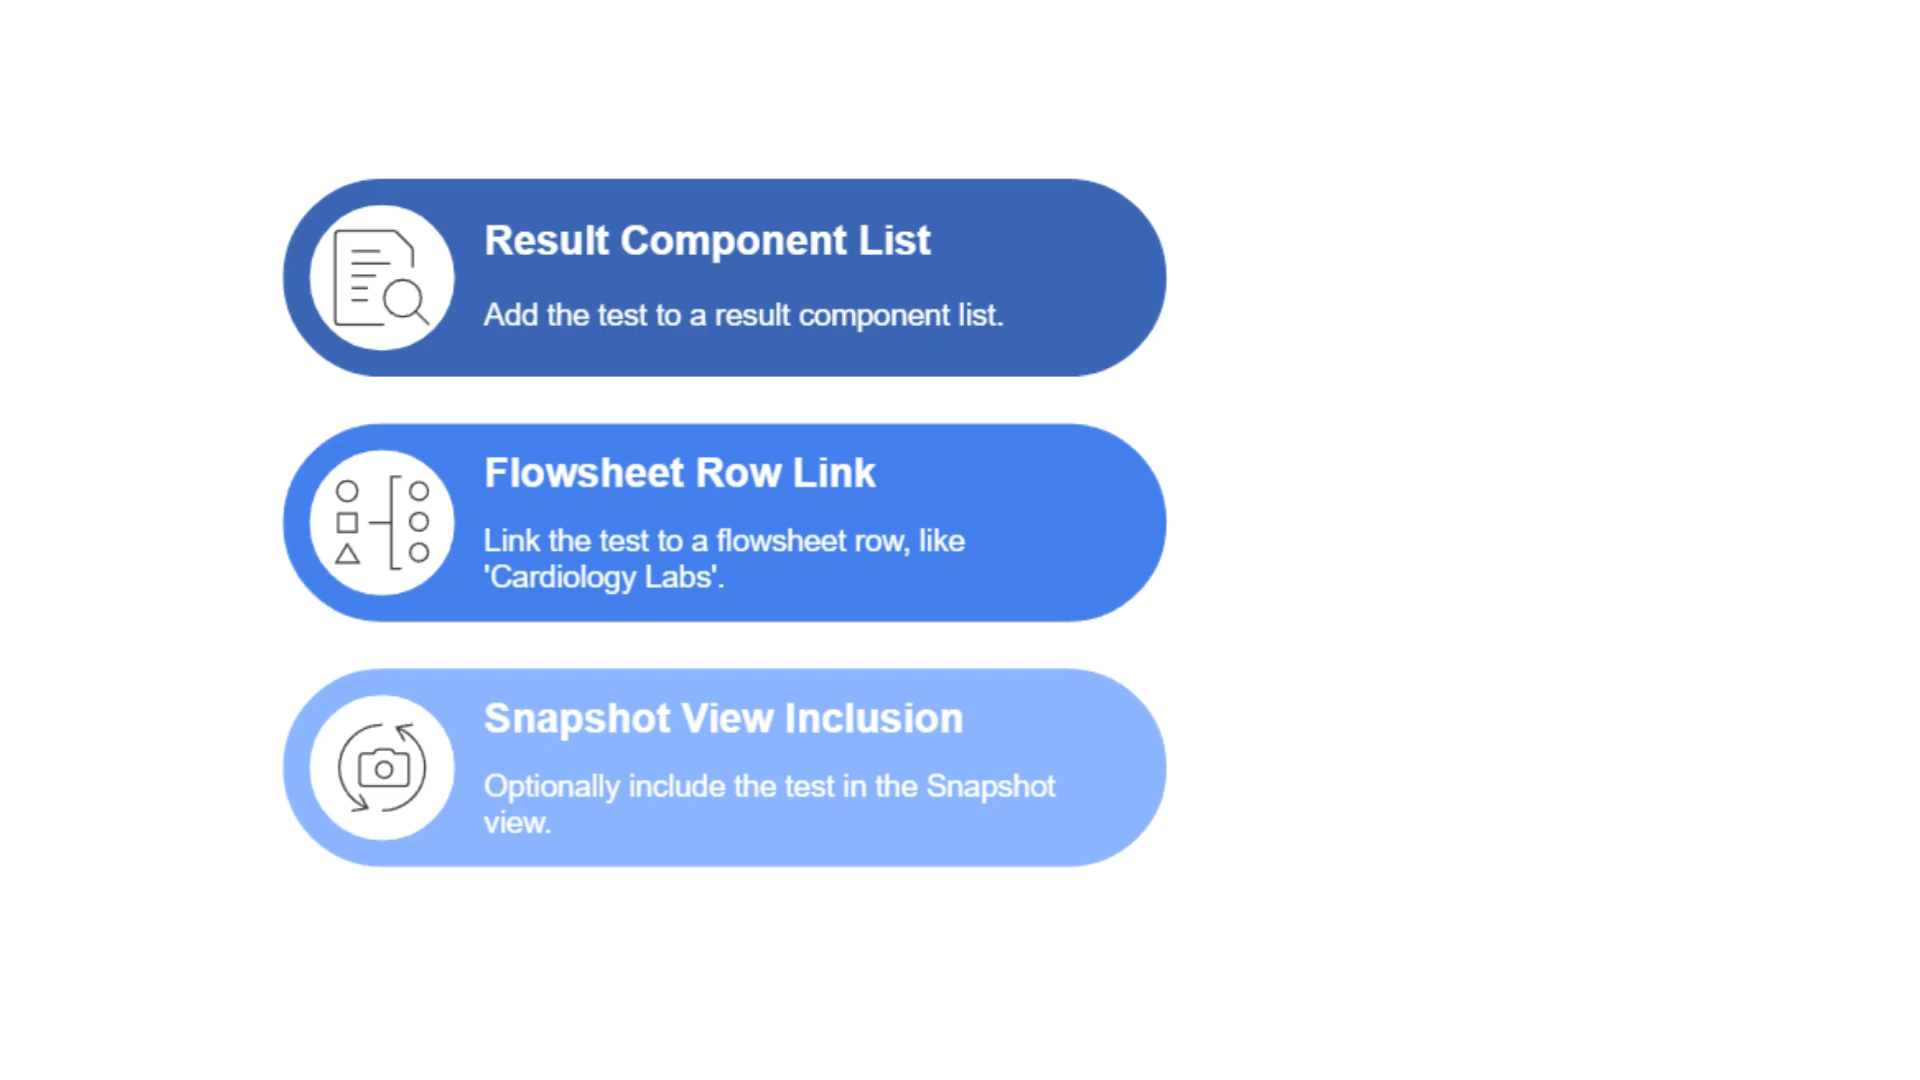 Result Component List
Add the test to a result component list.
Flowsheet Row Link
Link the test to a flowsheet row, like
'Cardiology Labs'.
Snapshot View Inclusion
Optionally include the test in the Snapshot
view.